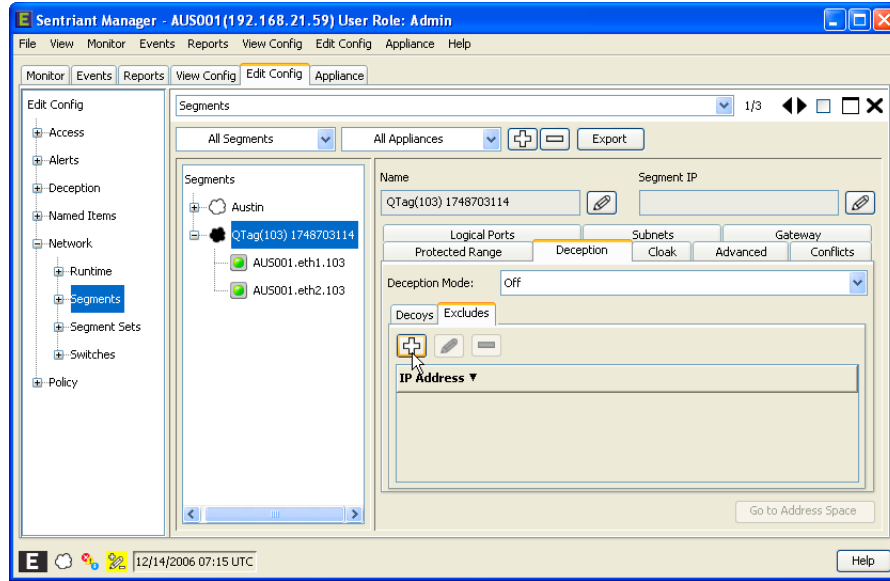 Sentriant Manager - AUS001(192.168.21.59) User Role: Admin
File View Monitor Events Reports View Config Edit Config Appliance Help
Monitor Events Reports View Config Edit Config Appliance
Edit Config
Access
Alerts
Deception
Named Items
Network
Runtime
Segments
Segment Sets
Switches
Policy
Segments
1/3
All Segments
All Appliances
Export
Segments
Austin
QTag(103) 1748703114
AUS001.eth1.103
AUS001.eth2.103
Name
Segment IP
QTag(103) 1748703114
Logical Ports Subnets Gateway
Protected Range Deception Cloak Advanced Conflicts
Deception Mode: Off
Decoys Excludes
IP Address ▼
Go to Address Space
E
12/14/2006 07:15 UTC
Help